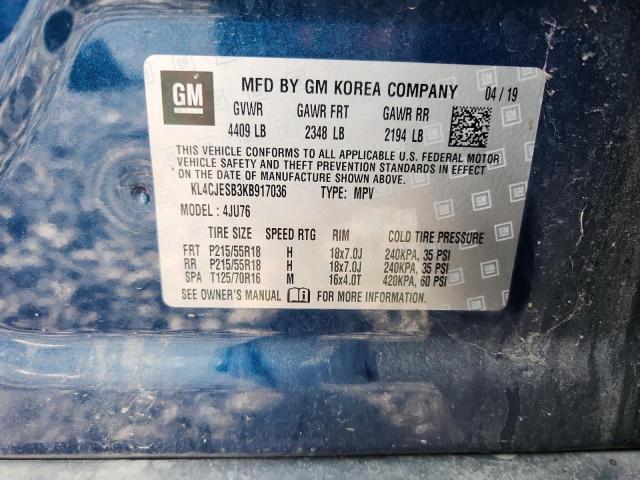 GM
MFD BY GM KOREA COMPANY
04 / 19
GVWR GAWR FRT GAWR RR
4409 LB 2348 LB 2194 LB
THIS VEHICLE CONFORMS TO ALL APPLICABLE U.S. FEDERAL MOTOR
VEHICLE SAFETY AND THEFT PREVENTION STANDARDS IN EFFECT
* ON THE DATE OF MANUFACTURE SHOWN ABOVE. *
KL4CJESB3KB917036 TYPE: MPV
MODEL : 4JU76
TIRE SIZE SPEED RTG RIM COLD TIRE PRESSURE
FRT P215/55R18 H 18x7.0J 240KPA, 35 PSI
RR P215/55R18 H 18x7.0J 240KPA, 35 PSI
SPA T125/70R16 M 16x4.0T 420KPA, 60 PSI
SEE OWNER'S MANUAL FOR MORE INFORMATION